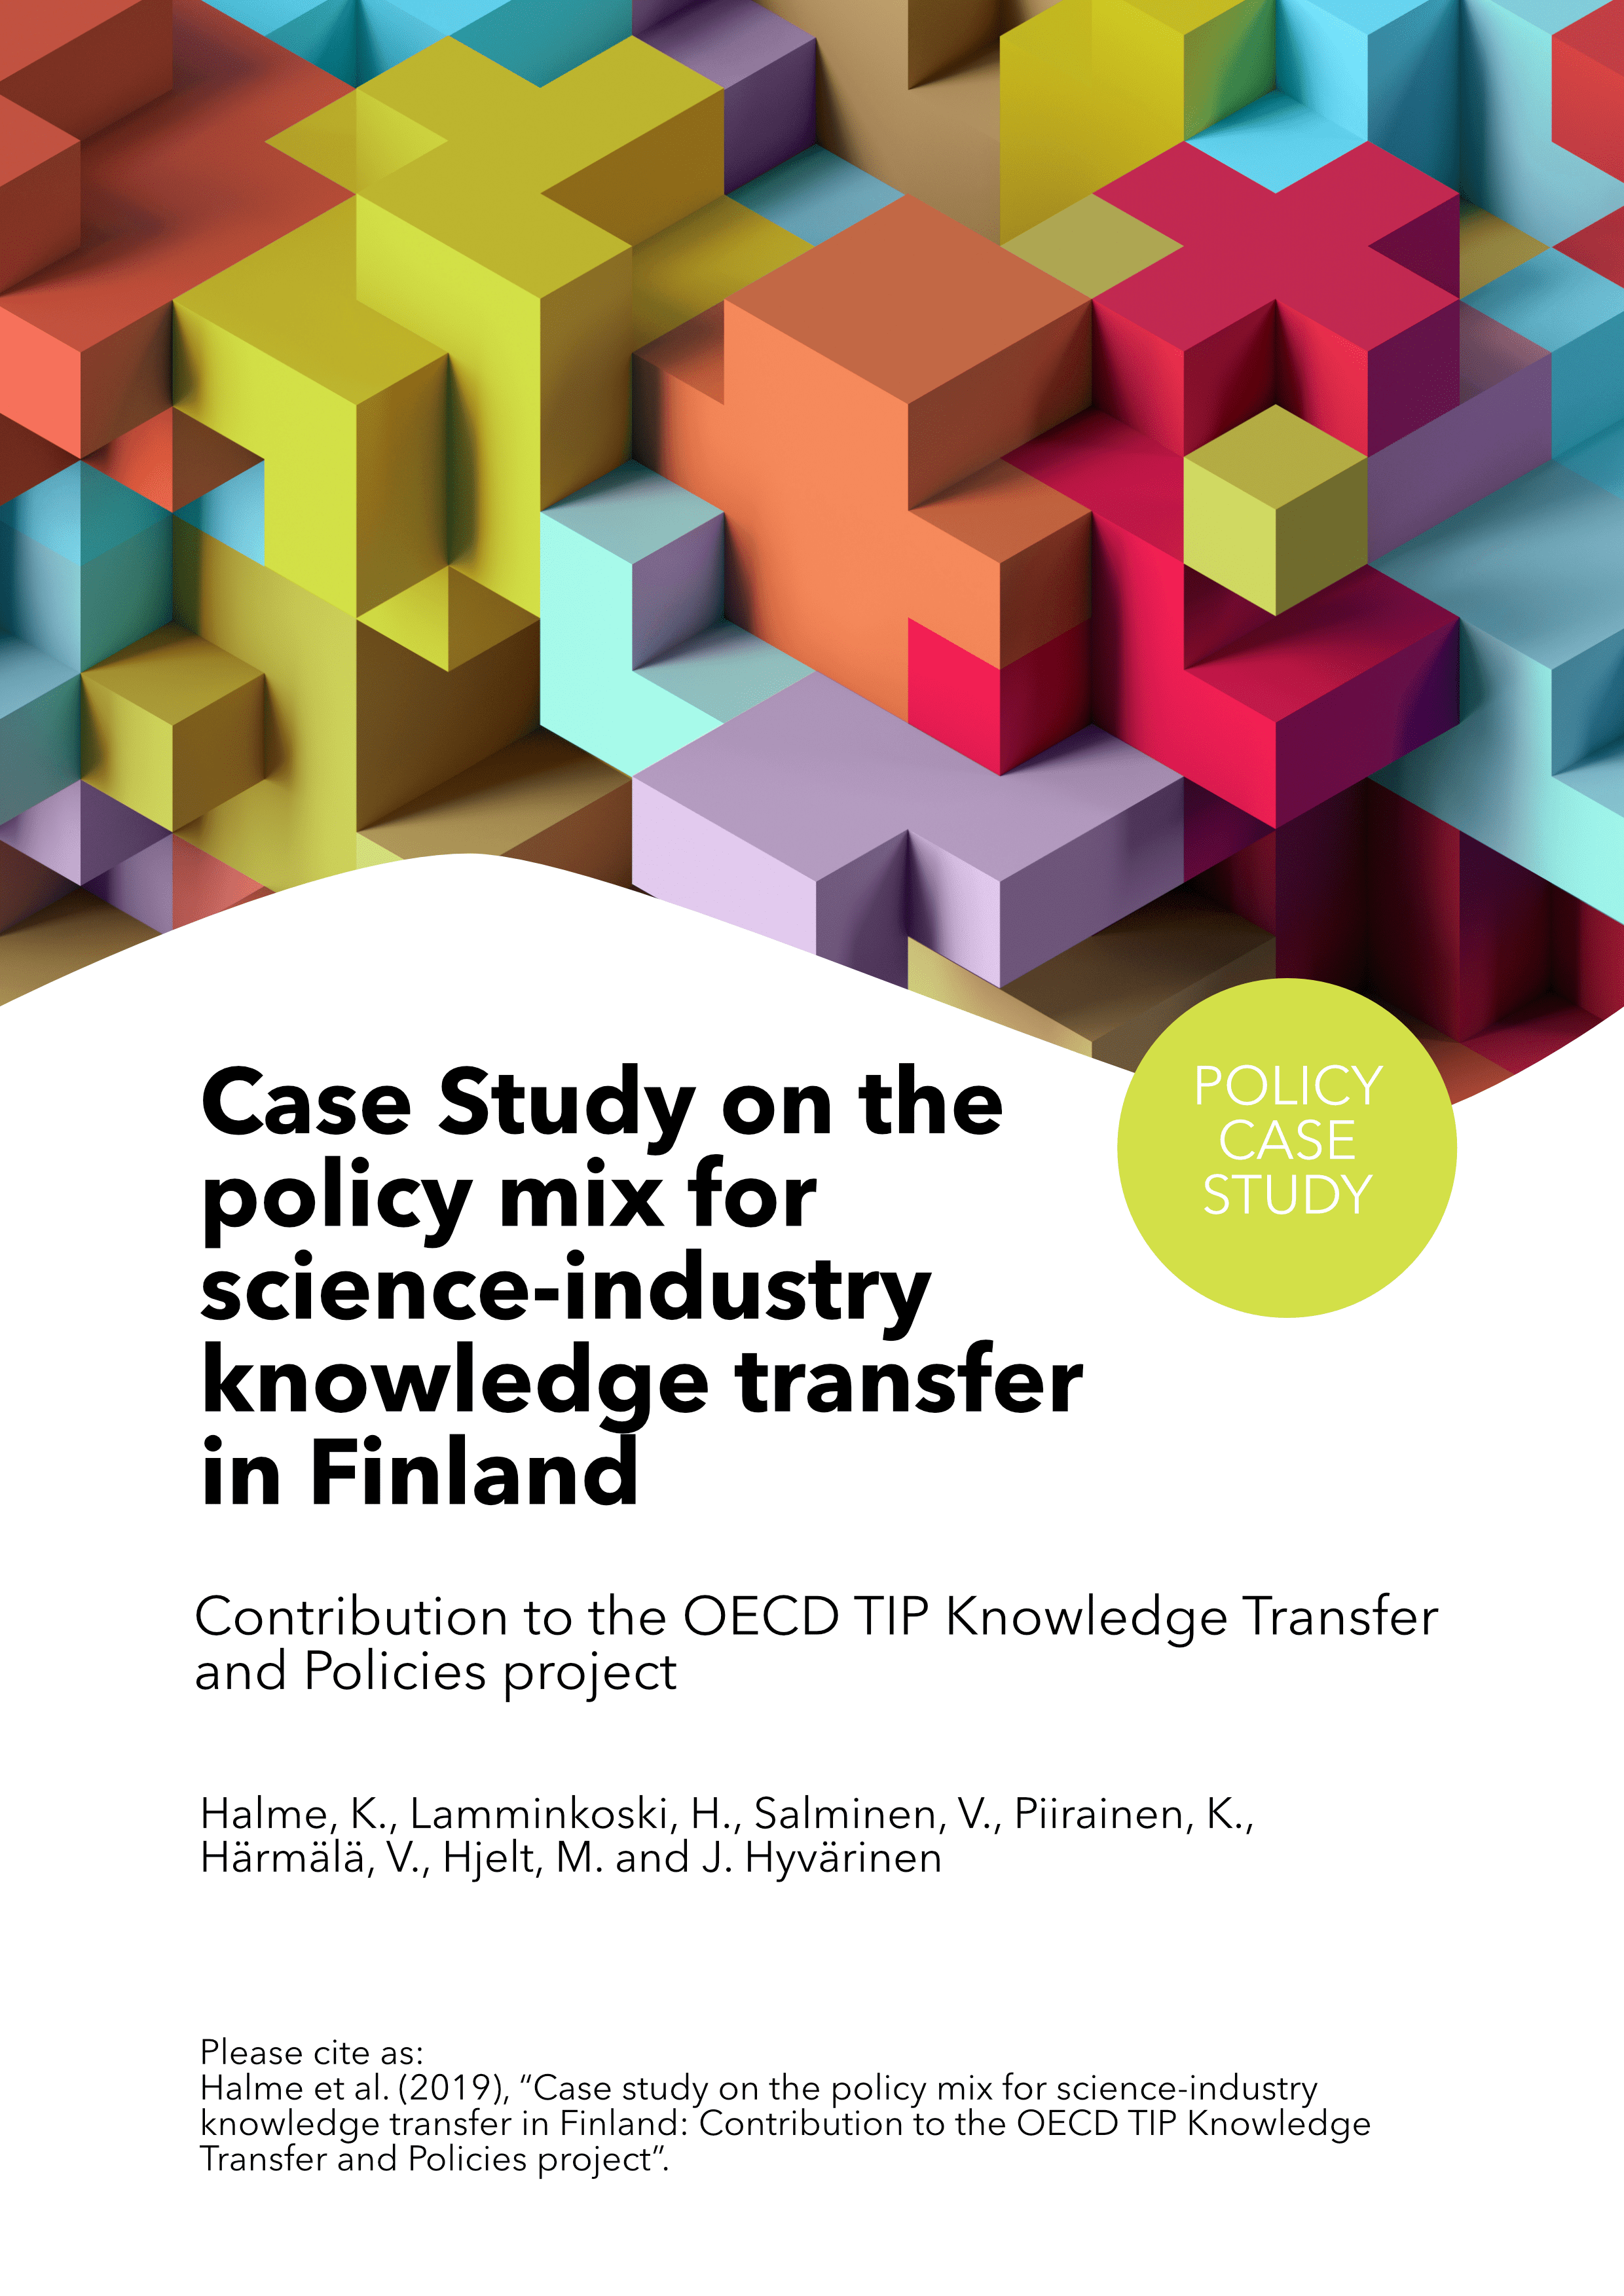 Case Study on the
policy mix for
science-industry
knowledge transfer
in Finland
POLICY
CASE
STUDY
Contribution to the OECD TIP Knowledge Transfer
and Policies project
Halme, K., Lamminkoski, H., Salminen, V., Piirainen, K.,
Härmälä, V., Hjelt, M. and J. Hyvärinen
Please cite as:
Halme et al. (2019), “Case study on the policy mix for science-industry
knowledge transfer in Finland: Contribution to the OECD TIP Knowledge
Transfer and Policies project”.